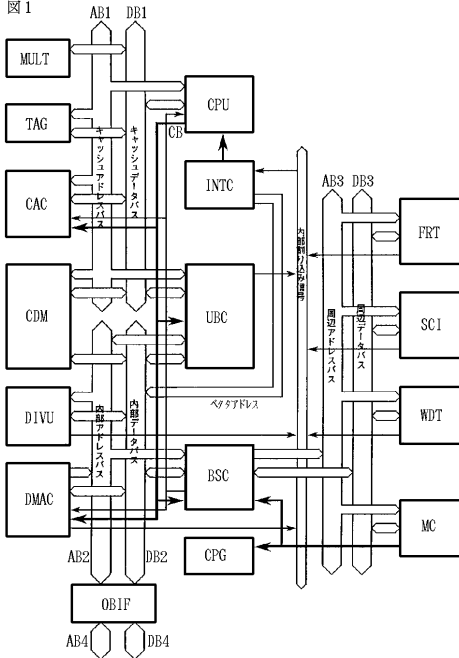 図1
AB1 DB1
MULT
TAG
CAC
CDM
DIVU
DMAC
キャッシュアドレスバス
キャッシュデータバス
内部アドレスバス
内部データバス
CPU
CB
INTC
UBC
ベクタアドレス
BSC
CPG
内部割り込み信号
AB3 DB3
周辺アドレスバス
周辺データバス
FRT
SCI
WDT
MC
AB2 DB2
OBIF
AB4 DB4